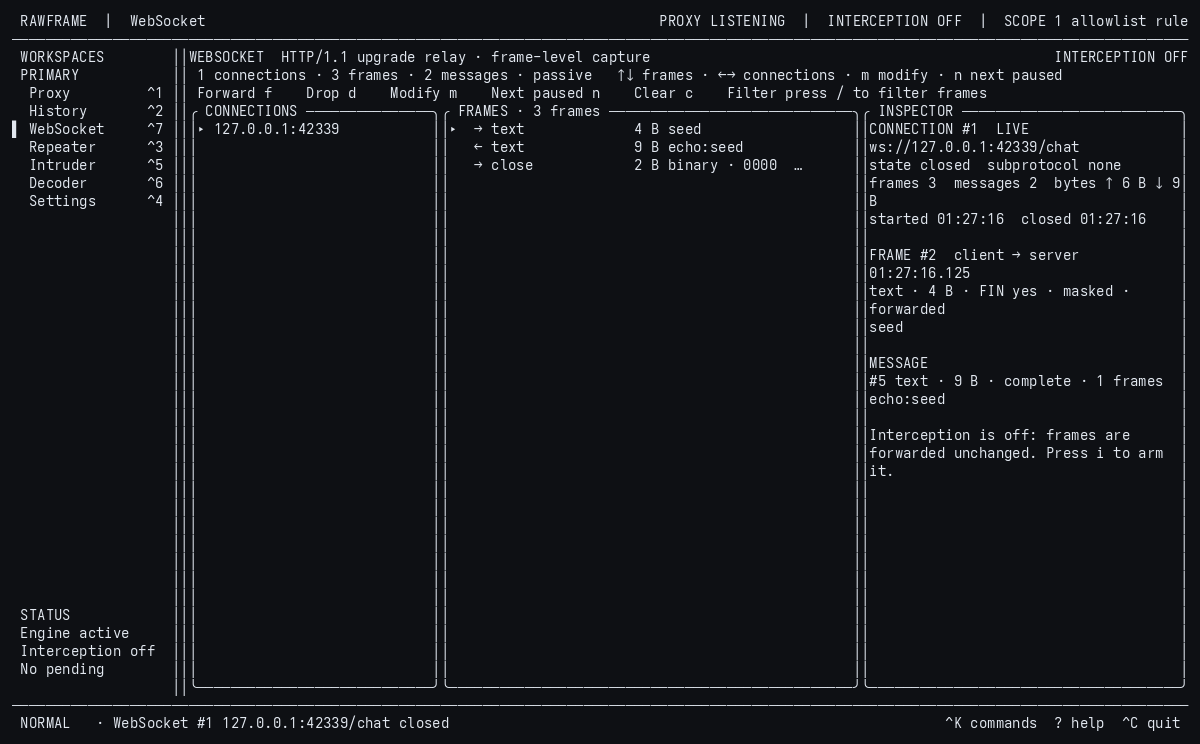 RAWFRAME │ WebSocket PROXY LISTENING │ INTERCEPTION OFF │ SCOPE 1 allowlist rule
WORKSPACES
PRIMARY
Proxy ^1
History ^2
WebSocket ^7
Repeater ^3
Intruder ^5
Decoder ^6
Settings ^4
STATUS
Engine active
Interception off
No pending
WEBSOCKET HTTP/1.1 upgrade relay · frame-level capture INTERCEPTION OFF
1 connections · 3 frames · 2 messages · passive ↑↓ frames · ←→ connections · m modify · n next paused
Forward f Drop d Modify m Next paused n Clear c Filter press / to filter frames
CONNECTIONS
▸ 127.0.0.1:42339
FRAMES · 3 frames
▸ → text 4 B seed
← text 9 B echo:seed
→ close 2 B binary · 0000 …
INSPECTOR
CONNECTION #1 LIVE
ws://127.0.0.1:42339/chat
state closed subprotocol none
frames 3 messages 2 bytes ↑ 6 B ↓ 9
B
started 01:27:16 closed 01:27:16
FRAME #2 client → server
01:27:16.125
text · 4 B · FIN yes · masked ·
forwarded
seed
MESSAGE
#5 text · 9 B · complete · 1 frames
echo:seed
Interception is off: frames are
forwarded unchanged. Press i to arm
it.
NORMAL · WebSocket #1 127.0.0.1:42339/chat closed ^K commands ? help ^C quit